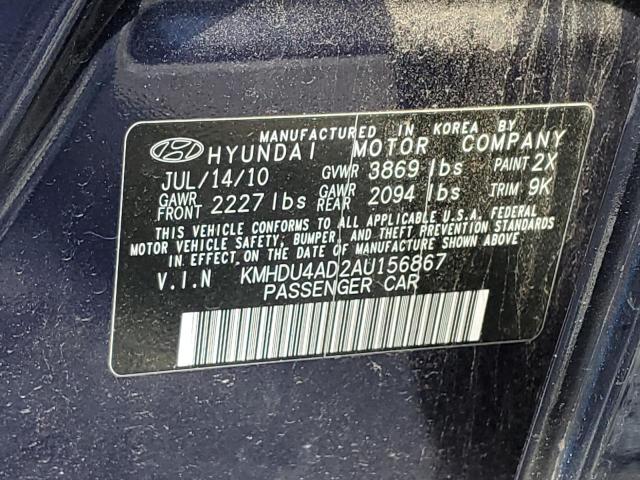 MANUFACTURED IN KOREA BY
HYUNDAI MOTOR COMPANY
JUL/14/10 GVWR 3869 lbs PAINT 2X
GAWR FRONT 2227 lbs GAWR REAR 2094 lbs TRIM 9K
THIS VEHICLE CONFORMS TO ALL APPLICABLE U.S.A. FEDERAL
MOTOR VEHICLE SAFETY, BUMPER, AND THEFT PREVENTION
STANDARDS IN EFFECT ON THE DATE OF MANUFACTURE SHOWN ABOVE.
V.I.N KMHDU4AD2AU156867
PASSENGER CAR